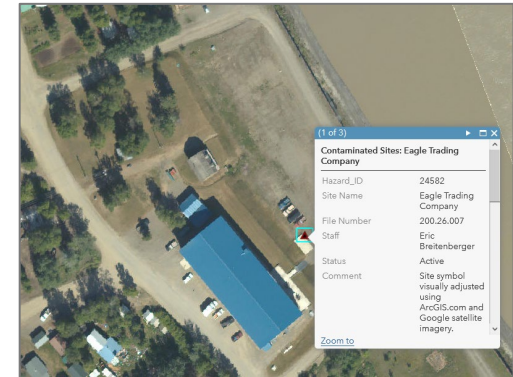 (1 of 3)
Contaminated Sites: Eagle Trading
Company
Hazard_ID 24582
Site Name Eagle Trading
Company
File Number 200.26.007
Staff Eric
Breitenberger
Status Active
Comment Site symbol
visually adjusted
using
ArcGIS.com and
Google satellite
imagery.
Zoom to